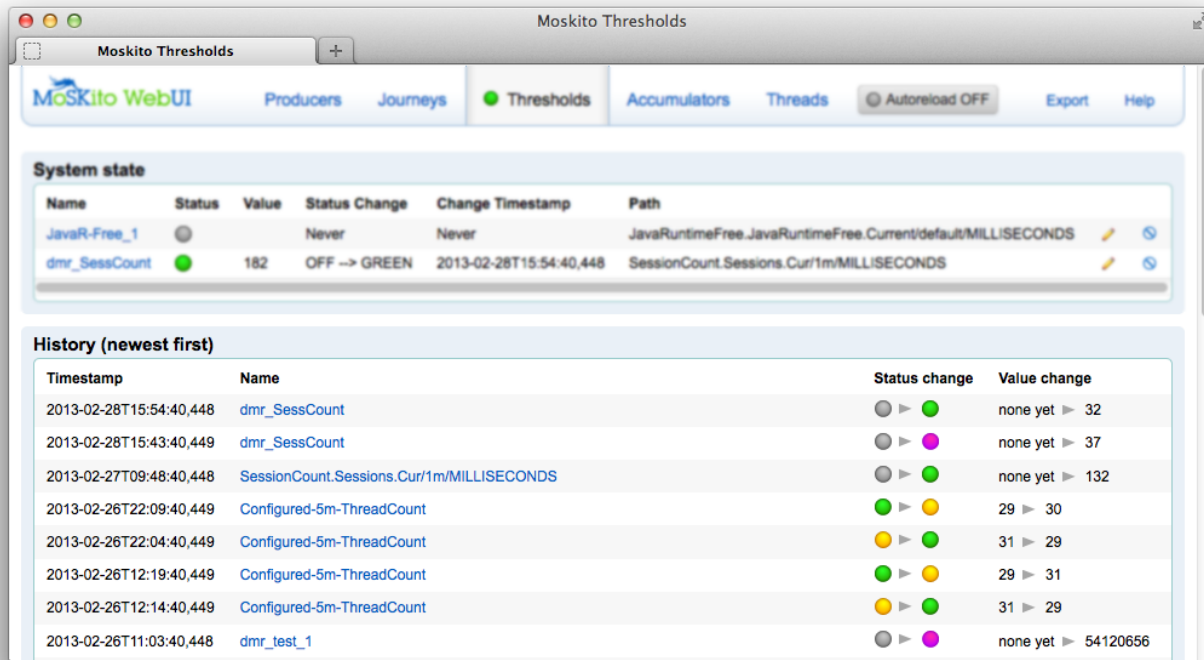 Moskito Thresholds
Moskito Thresholds
MoSKito WebUI Producers Journeys Thresholds Accumulators Threads Autoreload OFF Export Help
System state
Name Status Value Status Change Change Timestamp Path
JavaR-Free_1 Never Never JavaRuntimeFree.JavaRuntimeFree.Current/default/MILLISECONDS
dmr_SessCount 182 OFF --> GREEN 2013-02-28T15:54:40,448 SessionCount.Sessions.Cur/1m/MILLISECONDS
History (newest first)
Timestamp Name Status change Value change
2013-02-28T15:54:40,448 dmr_SessCount none yet 32
2013-02-28T15:43:40,449 dmr_SessCount none yet 37
2013-02-27T09:48:40,448 SessionCount.Sessions.Cur/1m/MILLISECONDS none yet 132
2013-02-26T22:09:40,449 Configured-5m-ThreadCount 29 30
2013-02-26T22:04:40,449 Configured-5m-ThreadCount 31 29
2013-02-26T12:19:40,449 Configured-5m-ThreadCount 29 31
2013-02-26T12:14:40,449 Configured-5m-ThreadCount 31 29
2013-02-26T11:03:40,448 dmr_test_1 none yet 54120656